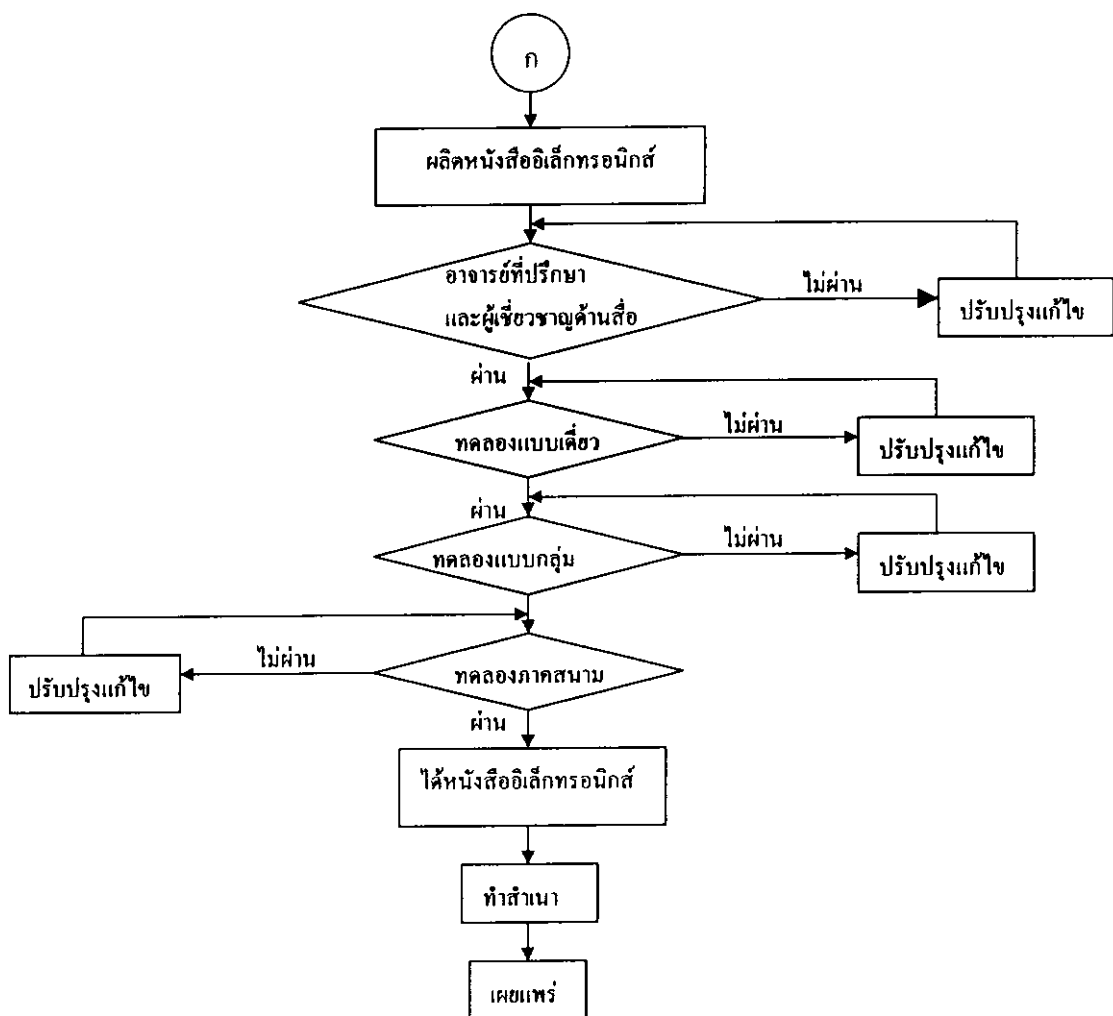 ก
ผลิตหนังสืออิเล็กทรอนิกส์
อาจารย์ที่ปรึกษา
และผู้เชี่ยวชาญด้านสื่อ
ไม่ผ่าน
ปรับปรุงแก้ไข
ผ่าน
ทดลองแบบเดี่ยว
ไม่ผ่าน
ปรับปรุงแก้ไข
ผ่าน
ทดลองแบบกลุ่ม
ไม่ผ่าน
ปรับปรุงแก้ไข
ทดลองภาคสนาม
ไม่ผ่าน
ปรับปรุงแก้ไข
ผ่าน
ได้หนังสืออิเล็กทรอนิกส์
ทำสำเนา
เผยแพร่